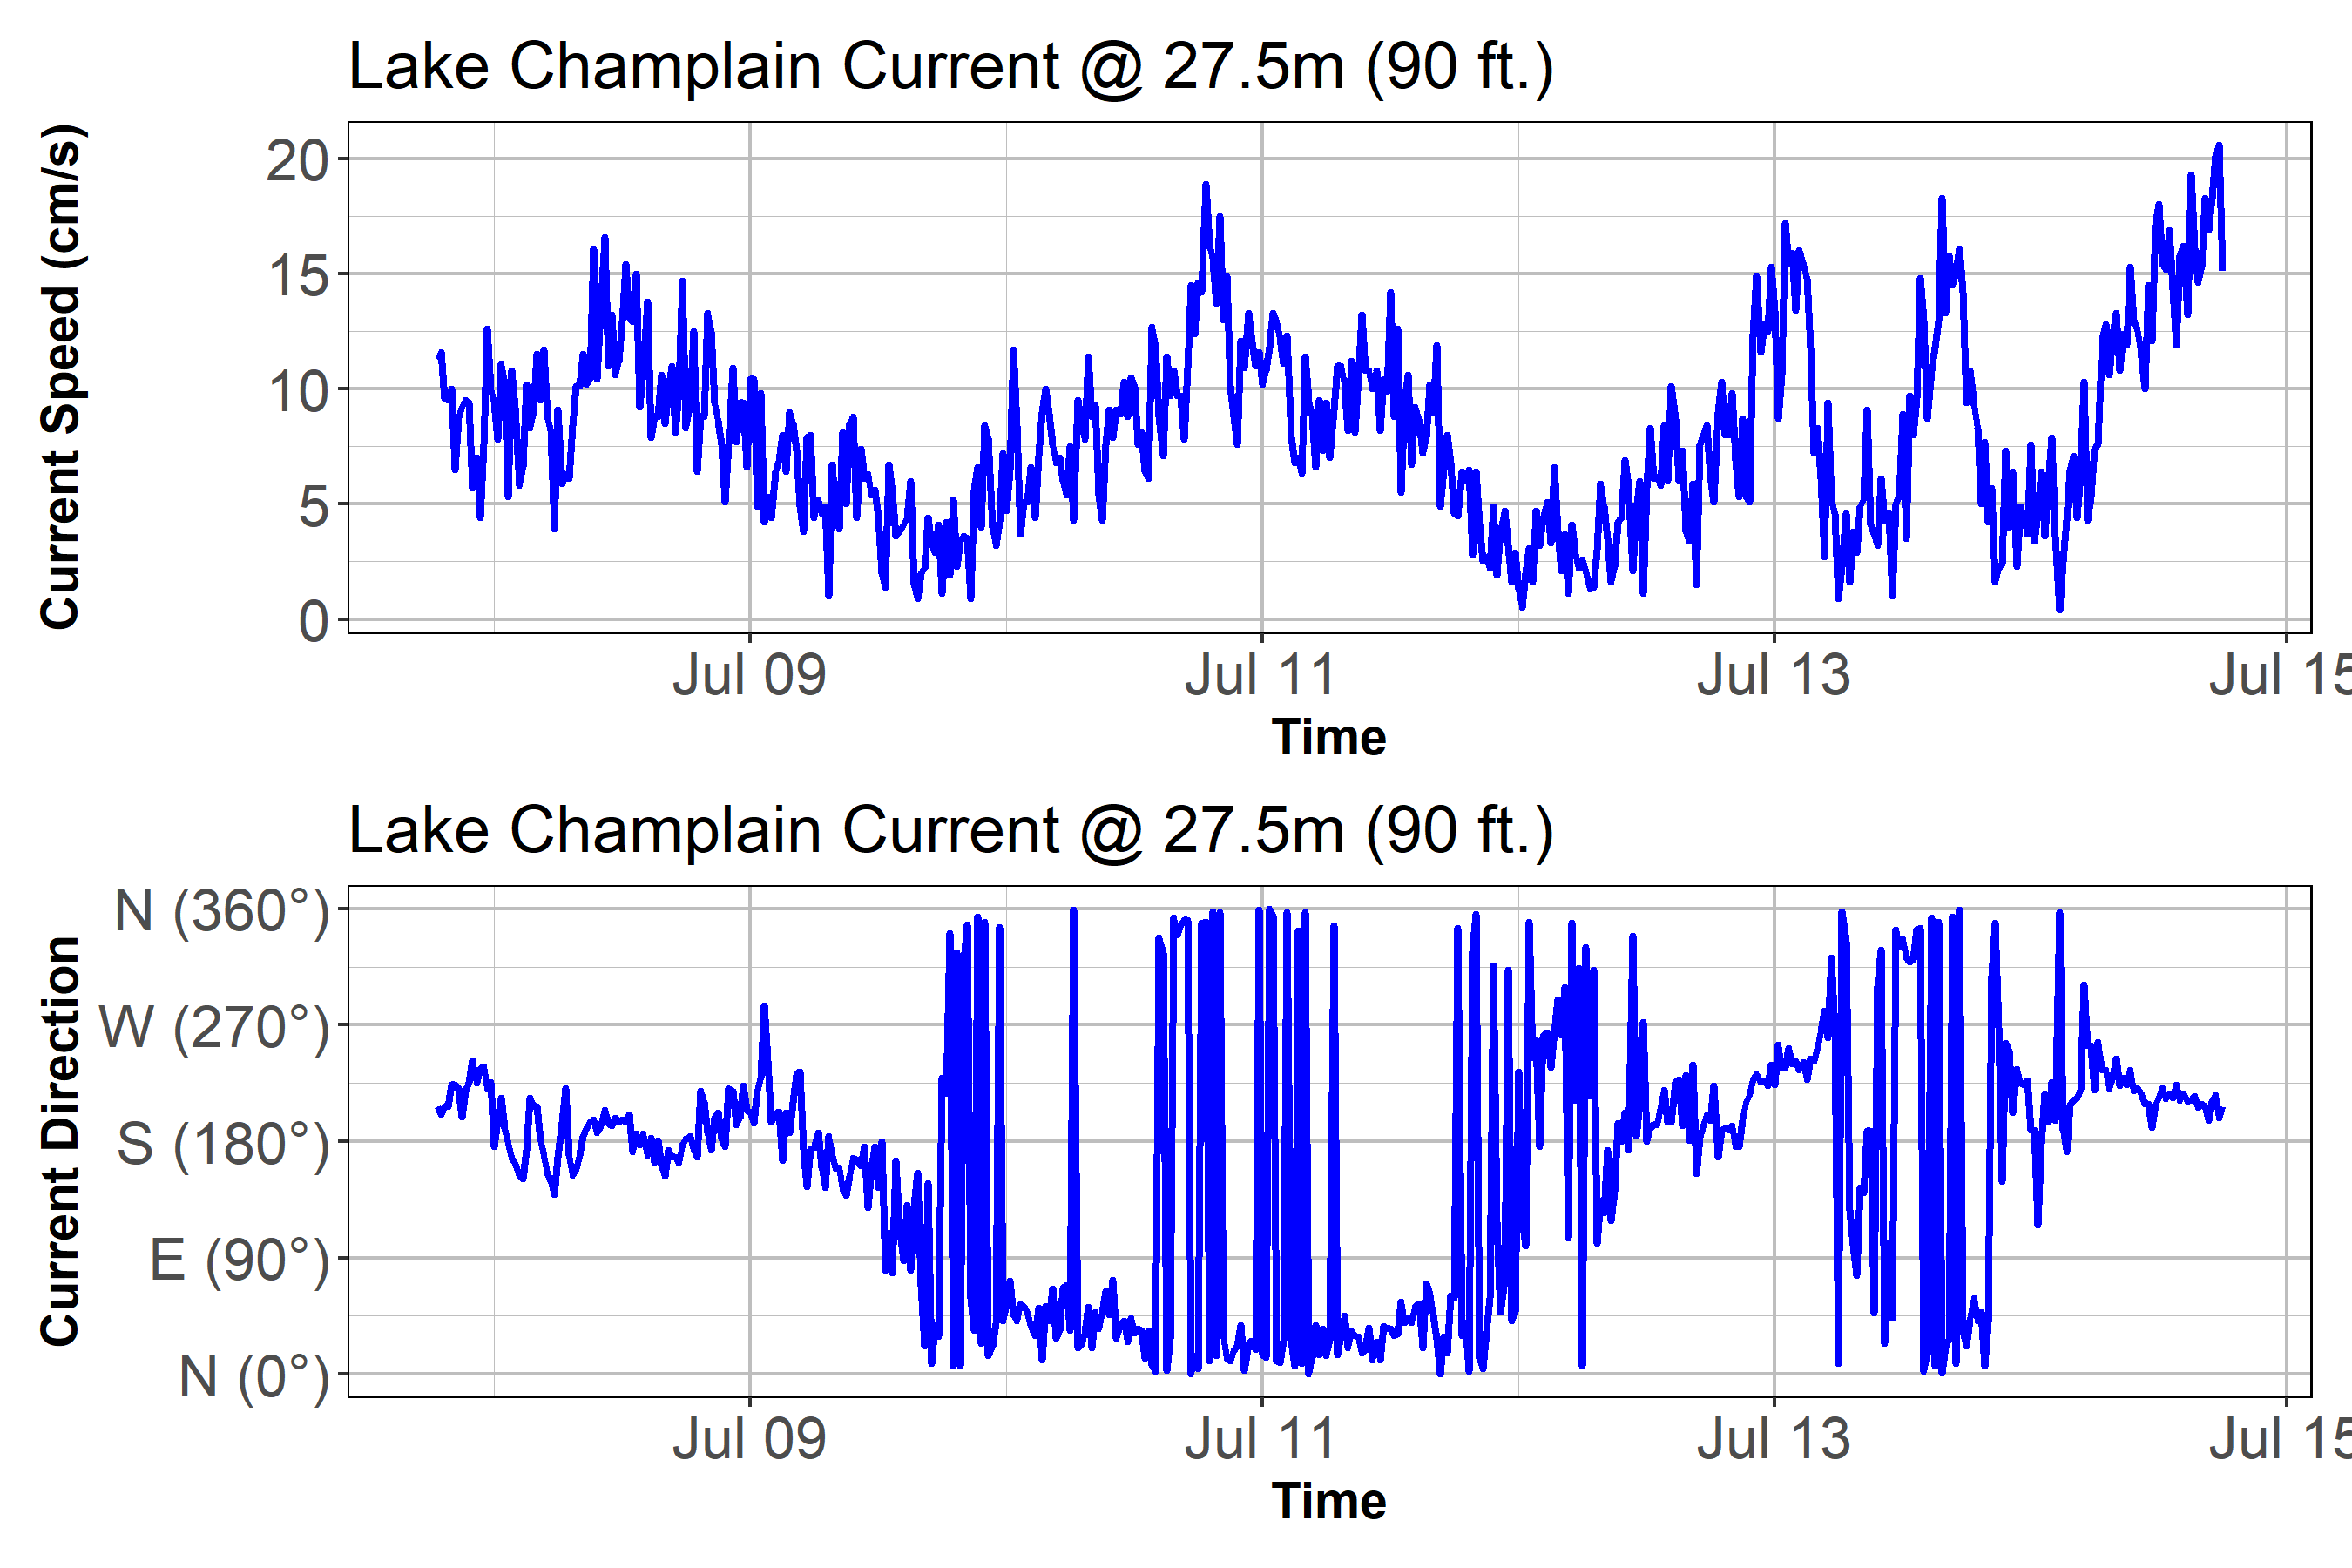 Lake Champlain Current @ 27.5m (90 ft.)
Current Speed (cm/s)
20
15
10
5
0
Jul 09 Jul 11 Jul 13 Jul 15
Time
Lake Champlain Current @ 27.5m (90 ft.)
Current Direction
N (360°)
W (270°)
S (180°)
E (90°)
N (0°)
Jul 09 Jul 11 Jul 13 Jul 15
Time